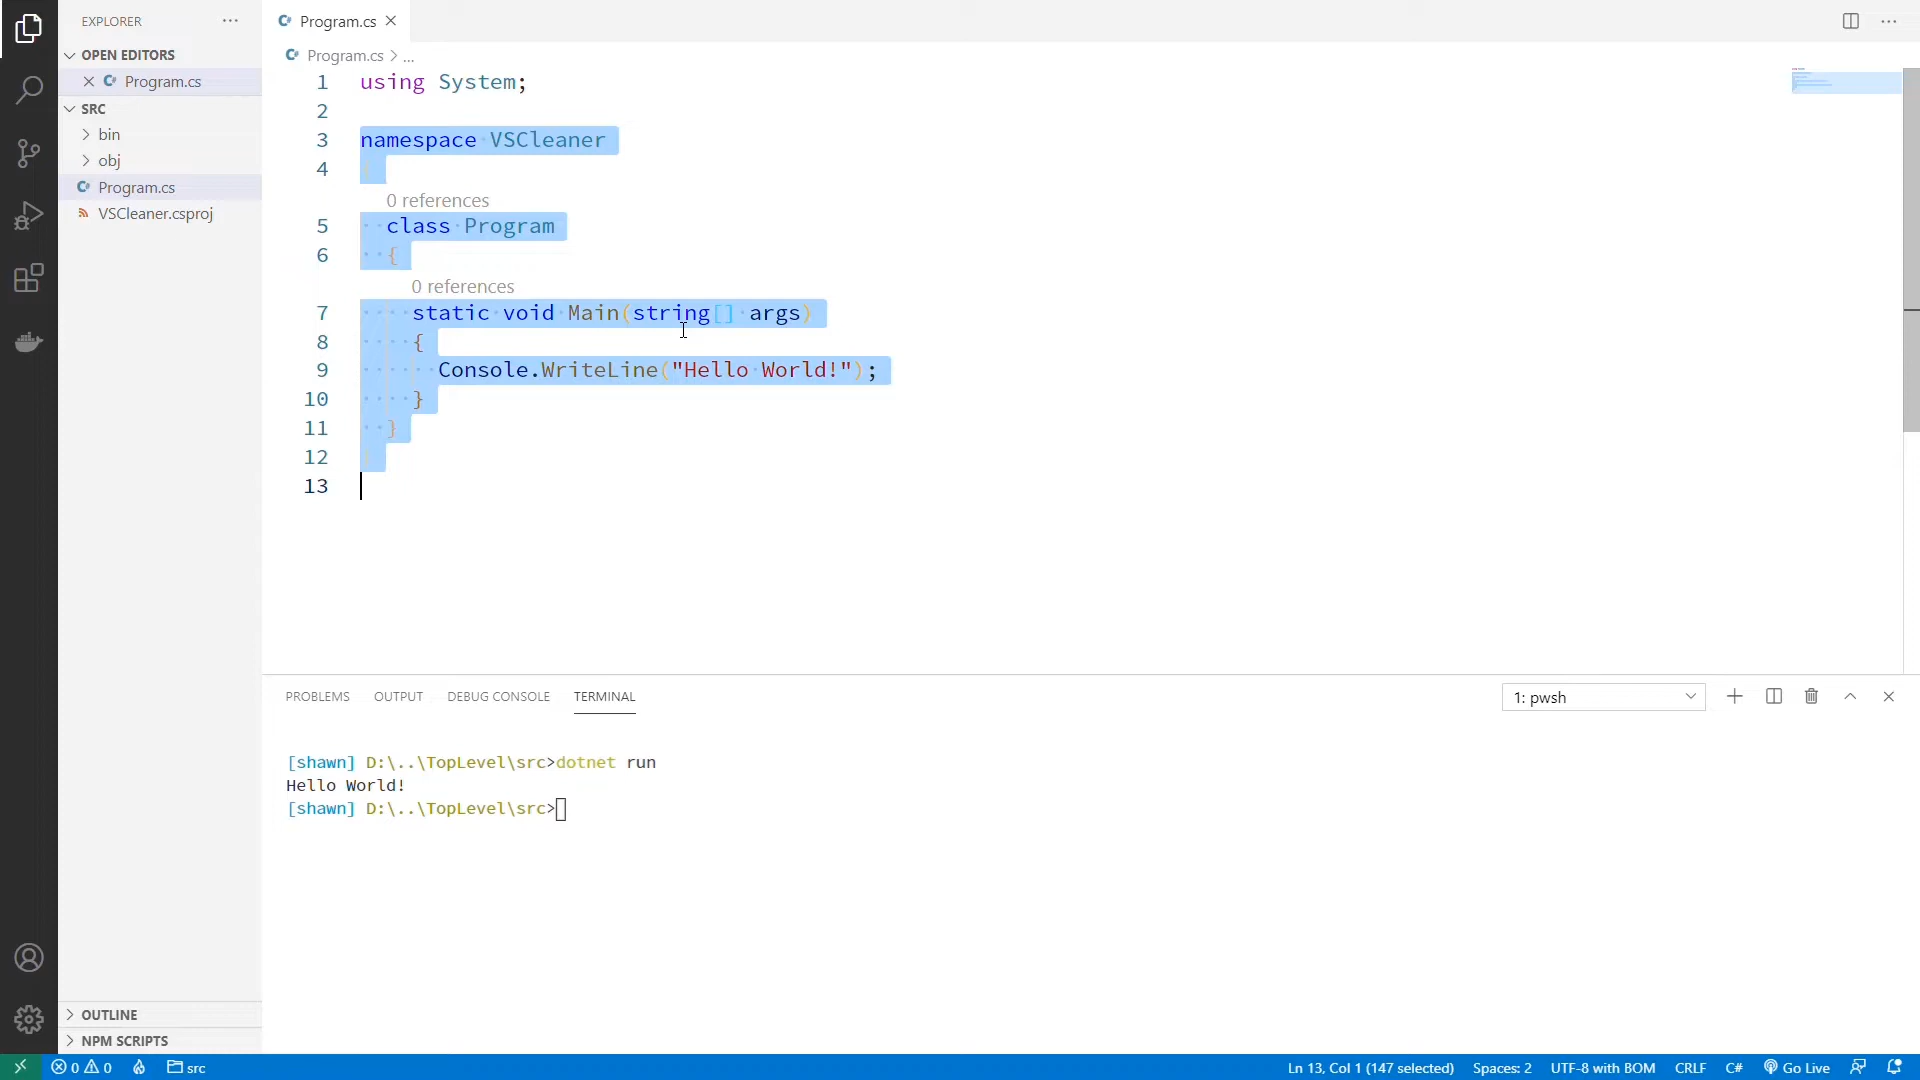 EXPLORER
OPEN EDITORS
Program.cs
SRC
bin
obj
Program.cs
VSCleaner.csproj
OUTLINE
NPM SCRIPTS
Program.cs
Program.cs > ...
1 using System;
2
3 namespace VSCleaner
4 {
0 references
5 class Program
6 {
0 references
7 static void Main(string[] args)
8 {
9 Console.WriteLine("Hello World!");
10 }
11 }
12 }
13
PROBLEMS OUTPUT DEBUG CONSOLE TERMINAL 1: pwsh
[shawn] D:\..\TopLevel\src>dotnet run
Hello World!
[shawn] D:\..\TopLevel\src>
0 0 src Ln 13, Col 1 (147 selected) Spaces: 2 UTF-8 with BOM CRLF C# Go Live